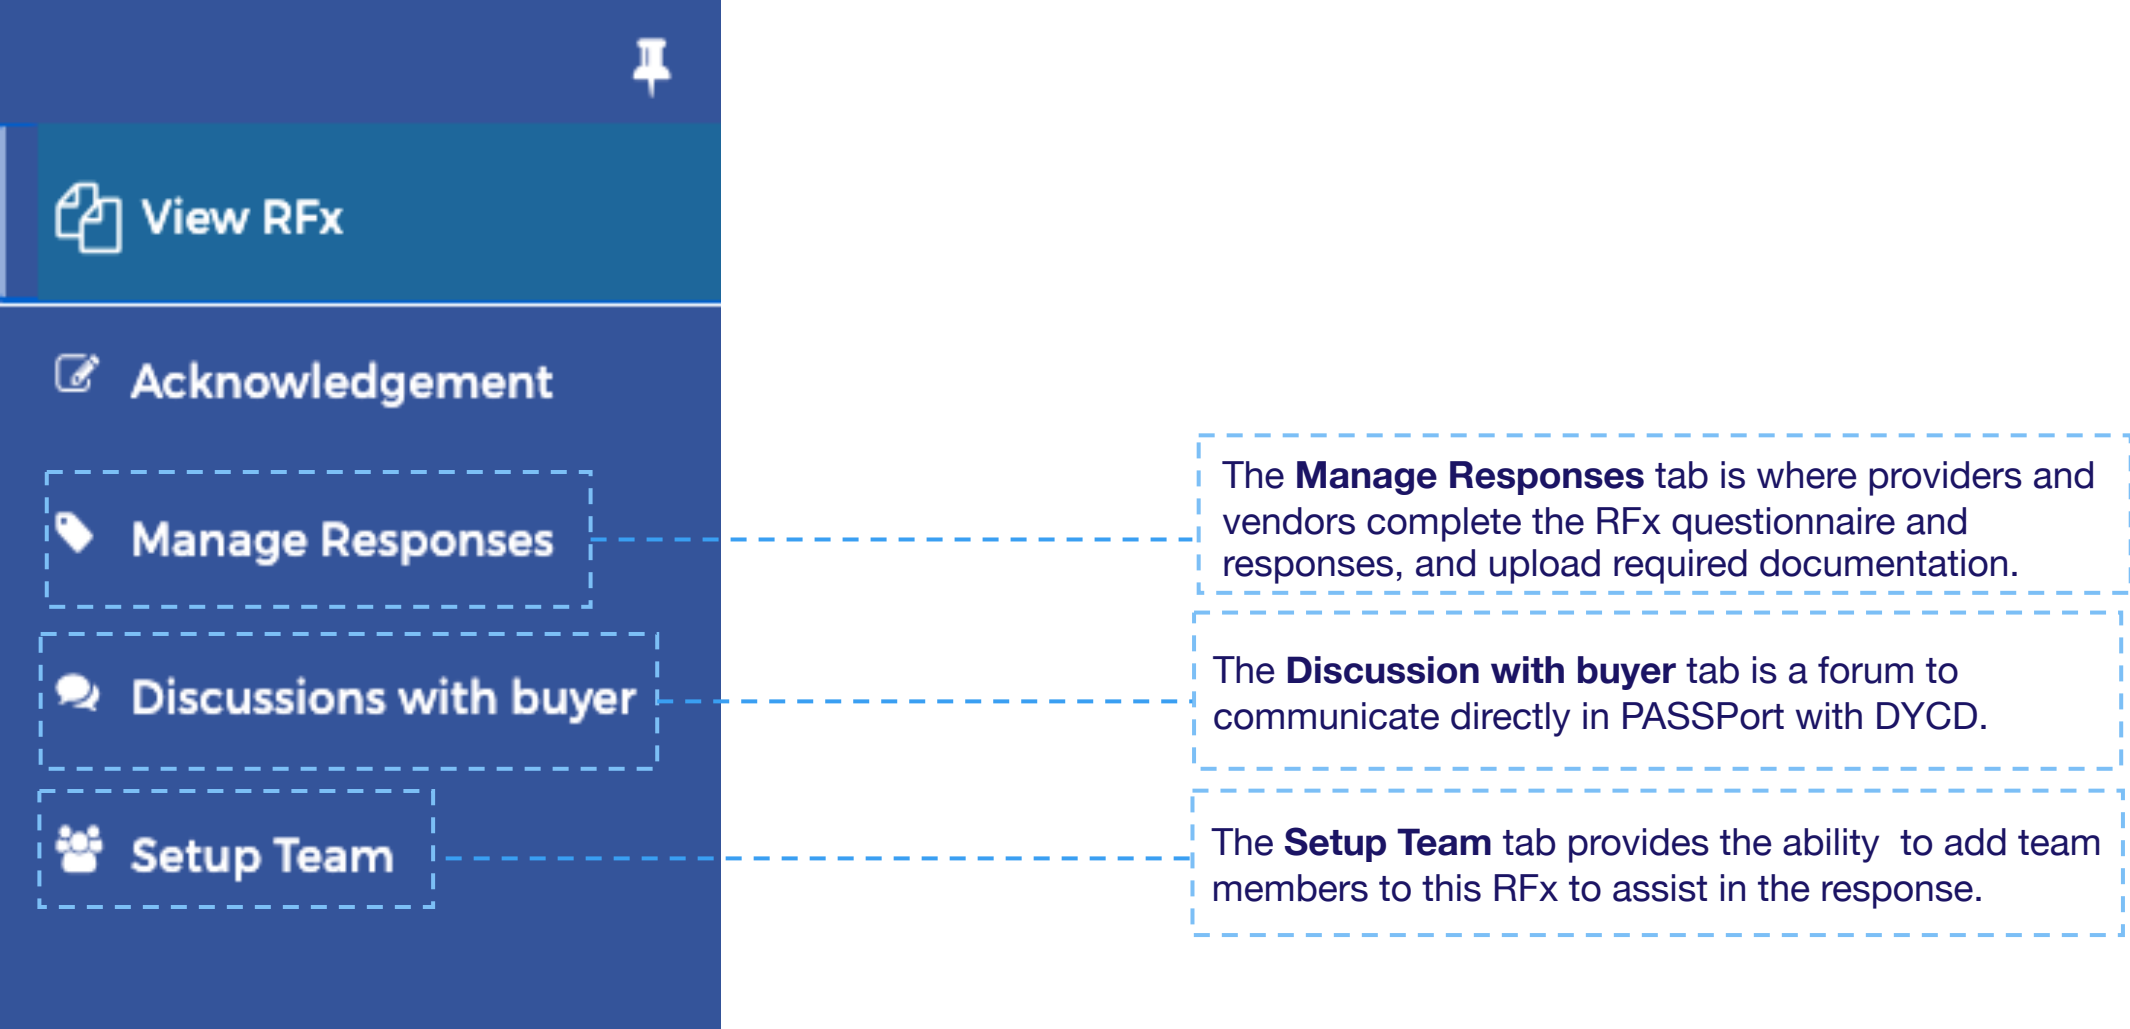 View RFx
Acknowledgement
Manage Responses
Discussions with buyer
Setup Team
The Manage Responses tab is where providers and
vendors complete the RFx questionnaire and
responses, and upload required documentation.
The Discussion with buyer tab is a forum to
communicate directly in PASSPort with DYCD.
The Setup Team tab provides the ability  to add team
members to this RFx to assist in the response.